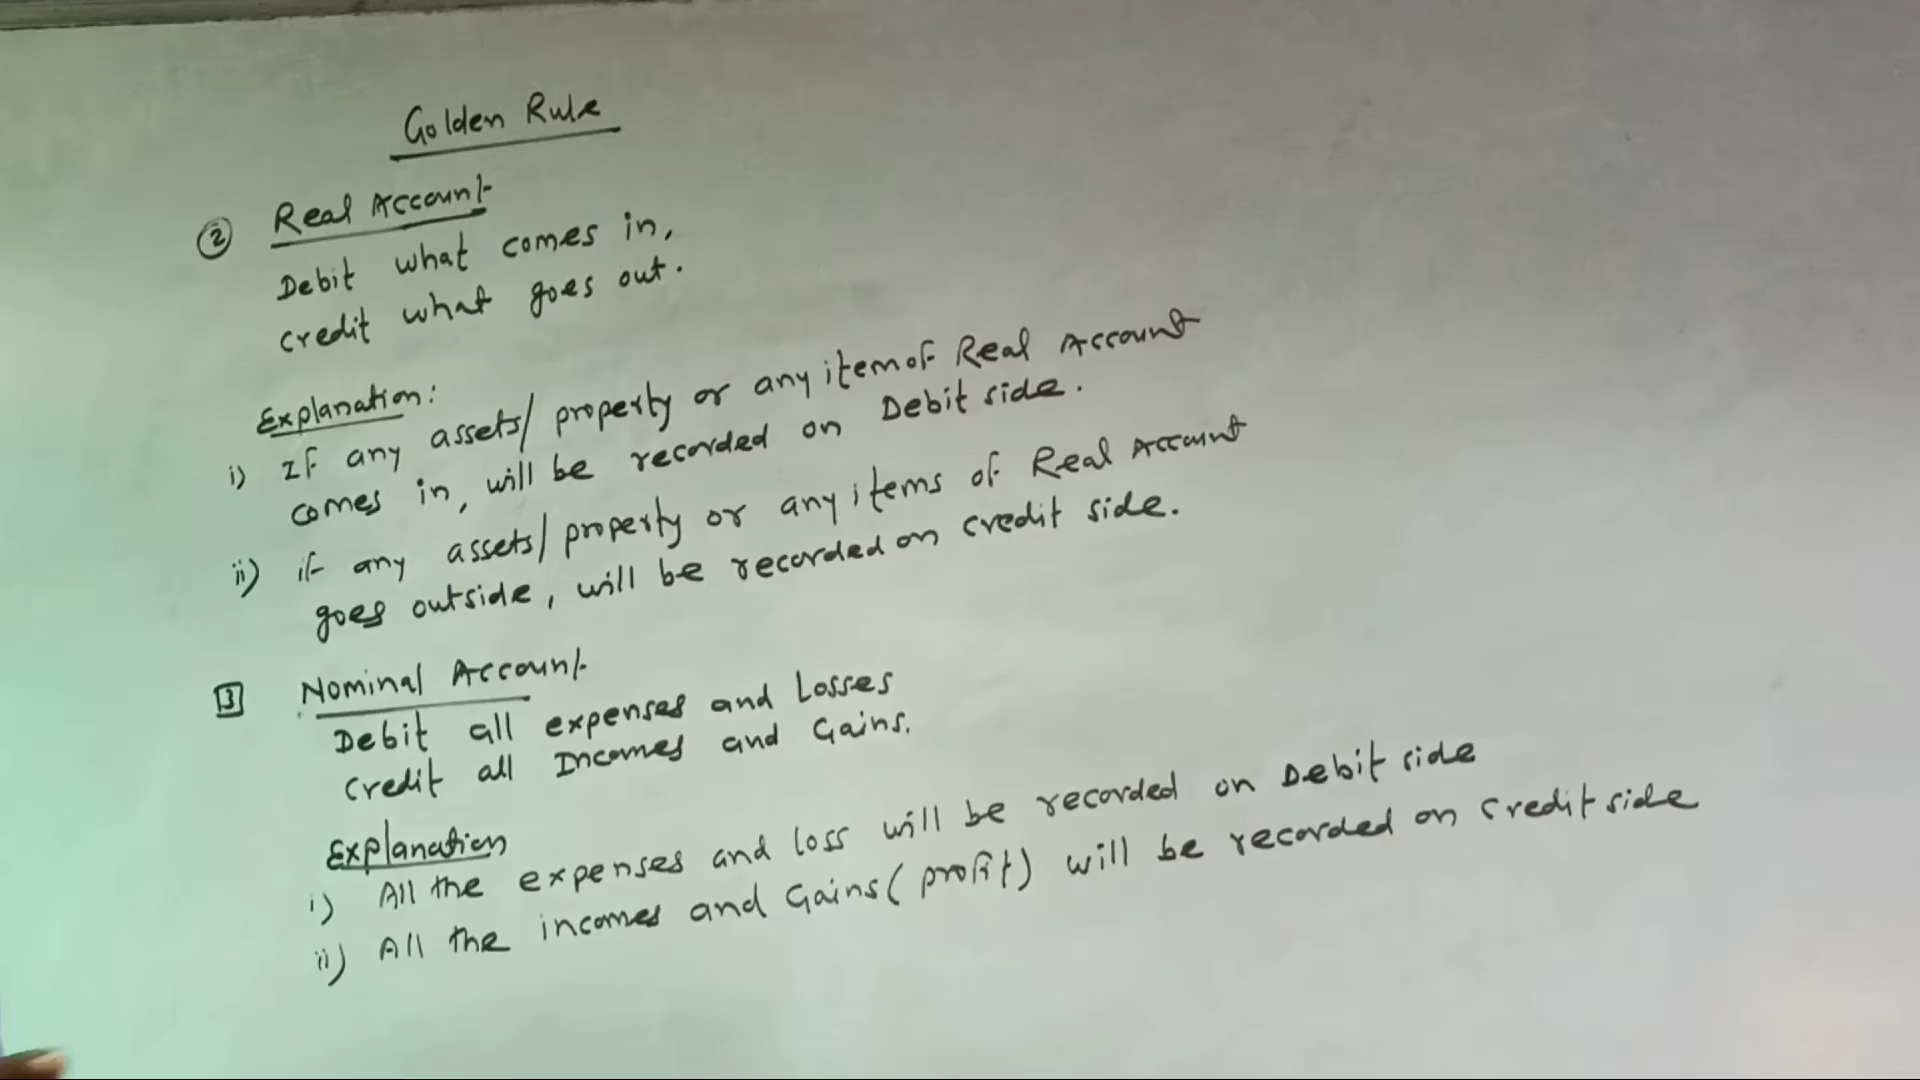 Golden Rule
② Real Account
Debit what comes in,
credit what goes out.
Explanation:
i) If any assets/ property or any item of Real Account
comes in, will be recorded on Debit side.
ii) if any assets/ property or any items of Real Account
goes outside, will be recorded on credit side.
3 Nominal Account
Debit all expenses and Losses
credit all Incomes and Gains.
Explanation
i) All the expenses and loss will be recorded on Debit side
ii) All the incomes and Gains( profit) will be recorded on credit side